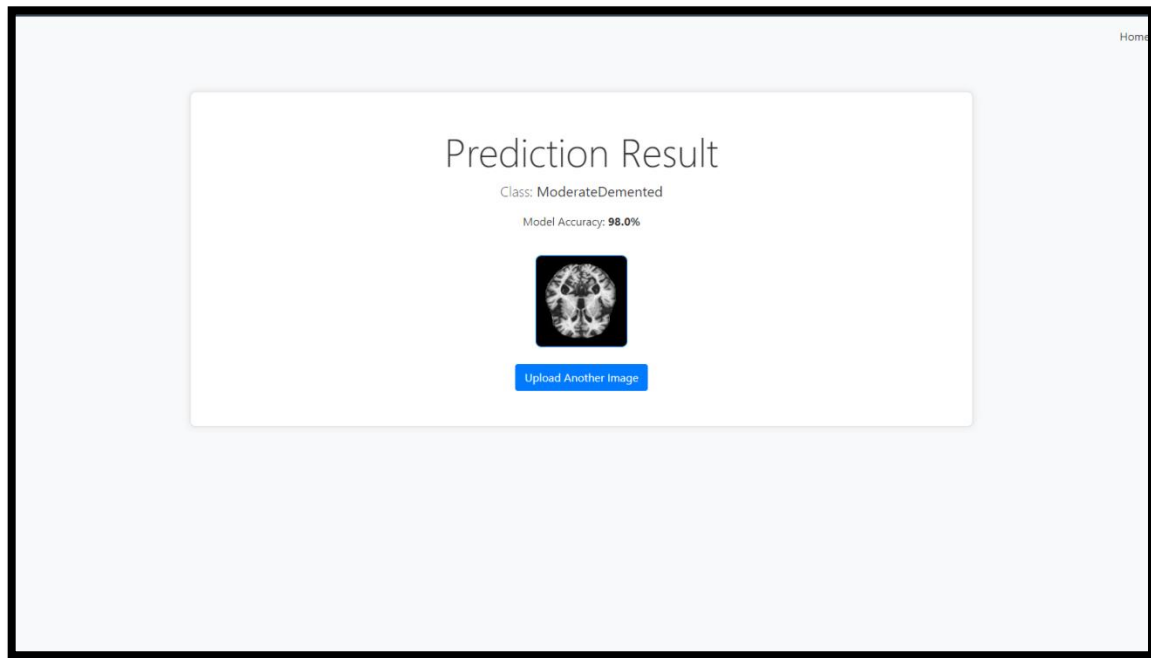 Home
Prediction Result
Class: ModerateDemented
Model Accuracy: 98.0%
Upload Another Image